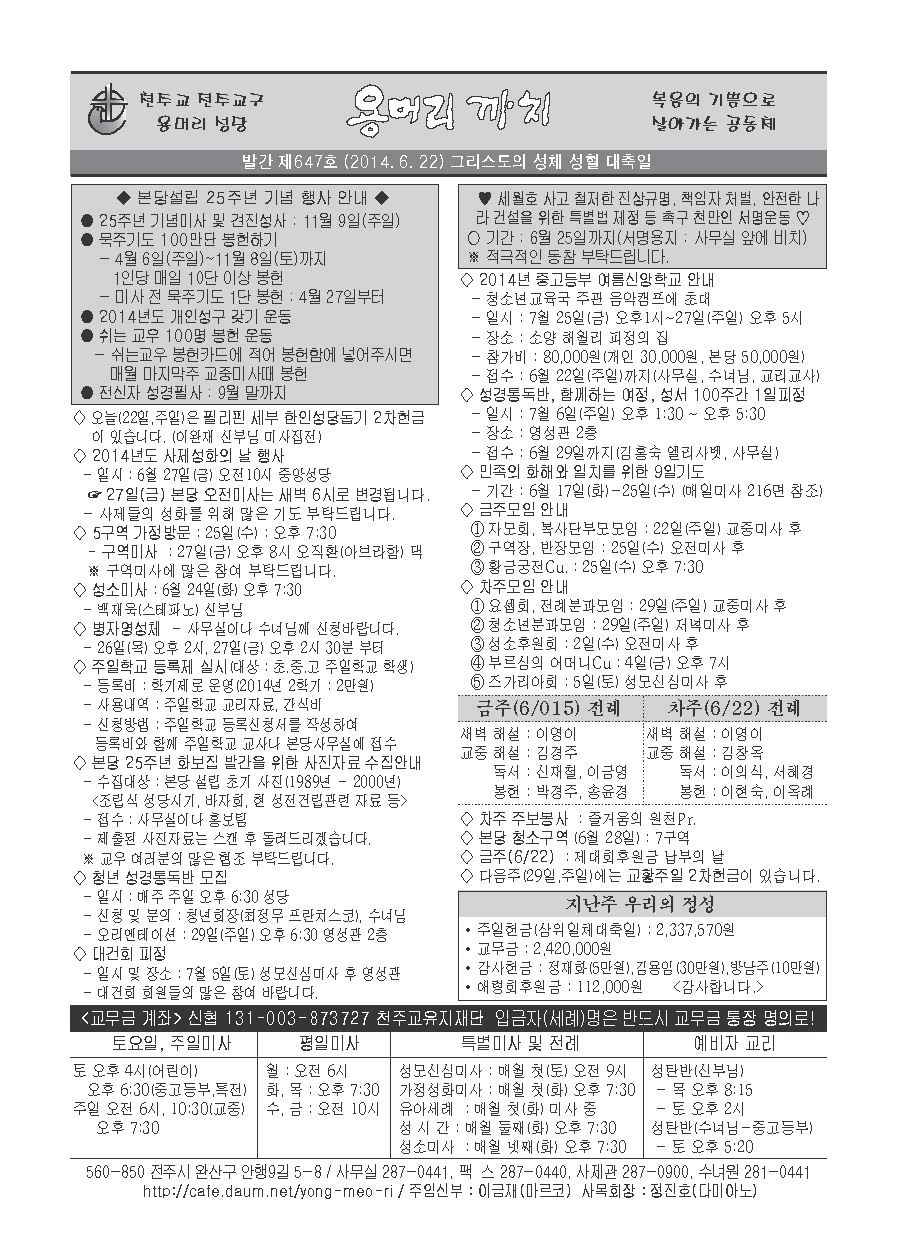 천주교 전주교구
용머리 성당
용머리 까치
복음의 기쁨으로
살아가는 공동체
발간 제647호 (2014. 6. 22) 그리스도의 성체 성혈 대축일
◆ 본당설립 25주년 기념 행사 안내 ◆
● 25주년 기념미사 및 견진성사 : 11월 9일(주일)
● 묵주기도 100만단 봉헌하기
- 4월 6일(주일)~11월 8일(토)까지
1인당 매일 10단 이상 봉헌
- 미사 전 묵주기도 1단 봉헌 : 4월 27일부터
● 2014년도 개인성구 갖기 운동
● 쉬는 교우 100명 봉헌 운동
- 쉬는교우 봉헌카드에 적어 봉헌함에 넣어주시면
매월 마지막주 교중미사때 봉헌
● 전신자 성경필사 : 9월 말까지
◇ 오늘(22일,주일)은 필리핀 세부 한인성당돕기 2차헌금
이 있습니다. (이완재 신부님 미사집전)
◇ 2014년도 사제성화의 날 행사
- 일시 : 6월 27일(금) 오전10시 중앙성당
☞ 27일(금) 본당 오전미사는 새벽 6시로 변경됩니다.
- 사제들의 성화를 위해 많은 기도 부탁드립니다.
◇ 5구역 가정방문 : 25일(수) : 오후 7:30
- 구역미사 : 27일(금) 오후 8시 오직환(아브라함) 댁
※ 구역미사에 많은 참여 부탁드립니다.
◇ 성소미사 : 6월 24일(화) 오후 7:30
- 백재욱(스테파노) 신부님
◇ 병자영성체 - 사무실이나 수녀님께 신청바랍니다.
- 26일(목) 오후 2시, 27일(금) 오후 2시 30분 부터
◇ 주일학교 등록제 실시(대상 : 초.중.고 주일학교 학생)
- 등록비 : 학기제로 운영(2014년 2학기 : 2만원)
- 사용내역 : 주일학교 교리자료, 간식비
- 신청방법 : 주일학교 등록신청서를 작성하여
등록비와 함께 주일학교 교사나 본당사무실에 접수
◇ 본당 25주년 화보집 발간을 위한 사진자료 수집안내
- 수집대상 : 본당 설립 초기 사진(1989년 - 2000년)
<조립식 성당시기, 바자회, 현 성전건립관련 자료 등>
- 접수 : 사무실이나 홍보팀
- 제출된 사진자료는 스캔 후 돌려드리겠습니다.
※ 교우 여러분의 많은 협조 부탁드립니다.
◇ 청년 성경통독반 모집
- 일시 : 매주 주일 오후 6:30 성당
- 신청 및 문의 : 청년회장(최정무 프란치스코), 수녀님
- 오리엔테이션 : 29일(주일) 오후 6:30 영성관 2층
◇ 대건회 피정
- 일시 및 장소 : 7월 5일(토) 성모신심미사 후 영성관
- 대건회 회원들의 많은 참여 바랍니다.
♥ 세월호 사고 철저한 진상규명, 책임자 처벌, 안전한 나
라 건설을 위한 특별법 제정 등 촉구 천만인 서명운동 ♡
○ 기간 : 6월 25일까지(서명용지 : 사무실 앞에 비치)
※ 적극적인 동참 부탁드립니다.
◇ 2014년 중고등부 여름신앙학교 안내
- 청소년교육국 주관 음악캠프에 초대
- 일시 : 7월 25일(금) 오후1시~27일(주일) 오후 5시
- 장소 : 소양 해월리 피정의 집
- 참가비 : 80,000원(개인 30,000원, 본당 50,000원)
- 접수 : 6월 22일(주일)까지(사무실, 수녀님, 교리교사)
◇ 성경통독반, 함께하는 여정, 성서 100주간 1일피정
- 일시 : 7월 6일(주일) 오후 1:30 ~ 오후 5:30
- 장소 : 영성관 2층
- 접수 : 6월 29일까지(김홍숙 엘리사벳, 사무실)
◇ 민족의 화해와 일치를 위한 9일기도
- 기간 : 6월 17일(화)-25일(수) (매일미사 216면 참조)
◇ 금주모임 안내
① 자모회, 복사단부모모임 : 22일(주일) 교중미사 후
② 구역장, 반장모임 : 25일(수) 오전미사 후
③ 황금궁전Cu. : 25일(수) 오후 7:30
◇ 차주모임 안내
① 요셉회, 전례분과모임 : 29일(주일) 교중미사 후
② 청소년분과모임 : 29일(주일) 저녁미사 후
③ 성소후원회 : 2일(수) 오전미사 후
④ 부르심의 어머니Cu : 4일(금) 오후 7시
⑤ 즈가리아회 : 5일(토) 성모신심미사 후
금주(6/015) 전례 차주(6/22) 전례
새벽 해설 : 이영이 새벽 해설 : 이영이
교중 해설 : 김경주 교중 해설 : 김창옥
독서 : 신재철, 이금영 독서 : 이의식, 서혜경
봉헌 : 박경주, 송윤경 봉헌 : 이현숙, 이옥례
◇ 차주 주보봉사 : 즐거움의 원천Pr.
◇ 본당 청소구역 (6월 28일) : 7구역
◇ 금주(6/22) : 제대회후원금 납부의 날
◇ 다음주(29일,주일)에는 교황주일 2차헌금이 있습니다.
지난주 우리의 정성
• 주일헌금(삼위일체대축일) : 2,337,570원
• 교무금 : 2,420,000원
• 감사헌금 : 정재화(5만원),김용임(30만원),방남주(10만원)
• 애령회후원금 : 112,000원 <감사합니다.>
<교무금 계좌> 신협 131-003-873727 천주교유지재단 입금자(세례)명은 반드시 교무금 통장 명의로!
토요일, 주일미사 평일미사 특별미사 및 전례 예비자 교리
토 오후 4시(어린이) 월 : 오전 6시 성모신심미사 : 매월 첫(토) 오전 9시 성탄반(신부님)
오후 6:30(중고등부,특전) 화, 목 : 오후 7:30 가정성화미사 : 매월 첫(화) 오후 7:30 - 목 오후 8:15
주일 오전 6시, 10:30(교중) 수, 금 : 오전 10시 유아세례 : 매월 첫(화) 미사 중 - 토 오후 2시
오후 7:30 성 시 간 : 매월 둘째(화) 오후 7:30 성탄반(수녀님-중고등부)
성소미사 : 매월 넷째(화) 오후 7:30 - 토 오후 5:20
560-850 전주시 완산구 안행9길 5-8 / 사무실 287-0441, 팩 스 287-0440, 사제관 287-0900, 수녀원 281-0441
http://cafe.daum.net/yong-meo-ri / 주임신부 : 이금재(마르코) 사목회장 : 정진호(다미아노)